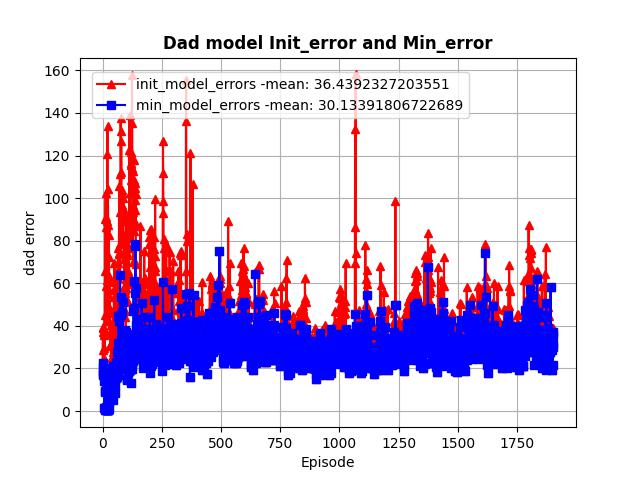 Dad model Init_error and Min_error
init_model_errors -mean: 36.4392327203551
min_model_errors -mean: 30.13391806722689
160
140
120
100
80
60
40
20
0
dad error
0 250 500 750 1000 1250 1500 1750
Episode